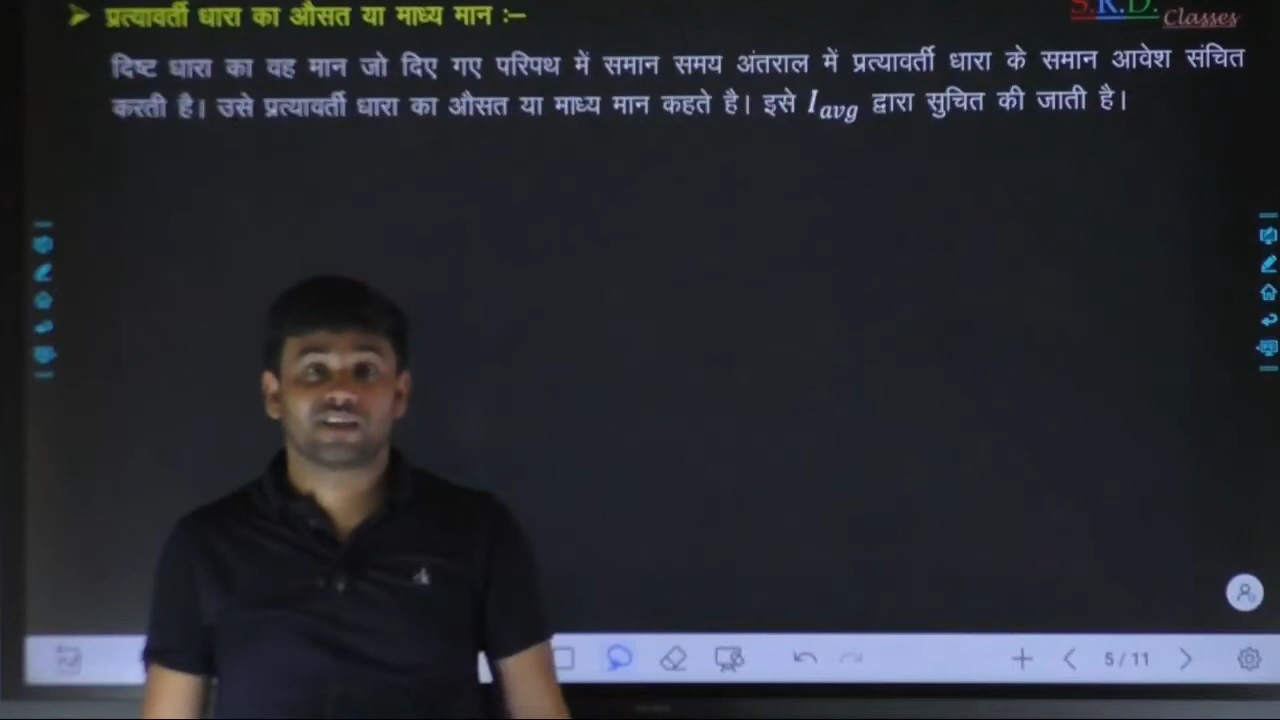 ➤ प्रत्यावर्ती धारा का औसत या माध्य मान :–
S.R.D. Classes
दिष्ट धारा का वह मान जो दिए गए परिपथ में समान समय अंतराल में प्रत्यावर्ती धारा के समान आवेश संचित
करती है। उसे प्रत्यावर्ती धारा का औसत या माध्य मान कहते है। इसे I_avg द्वारा सुचित की जाती है।
5 / 11